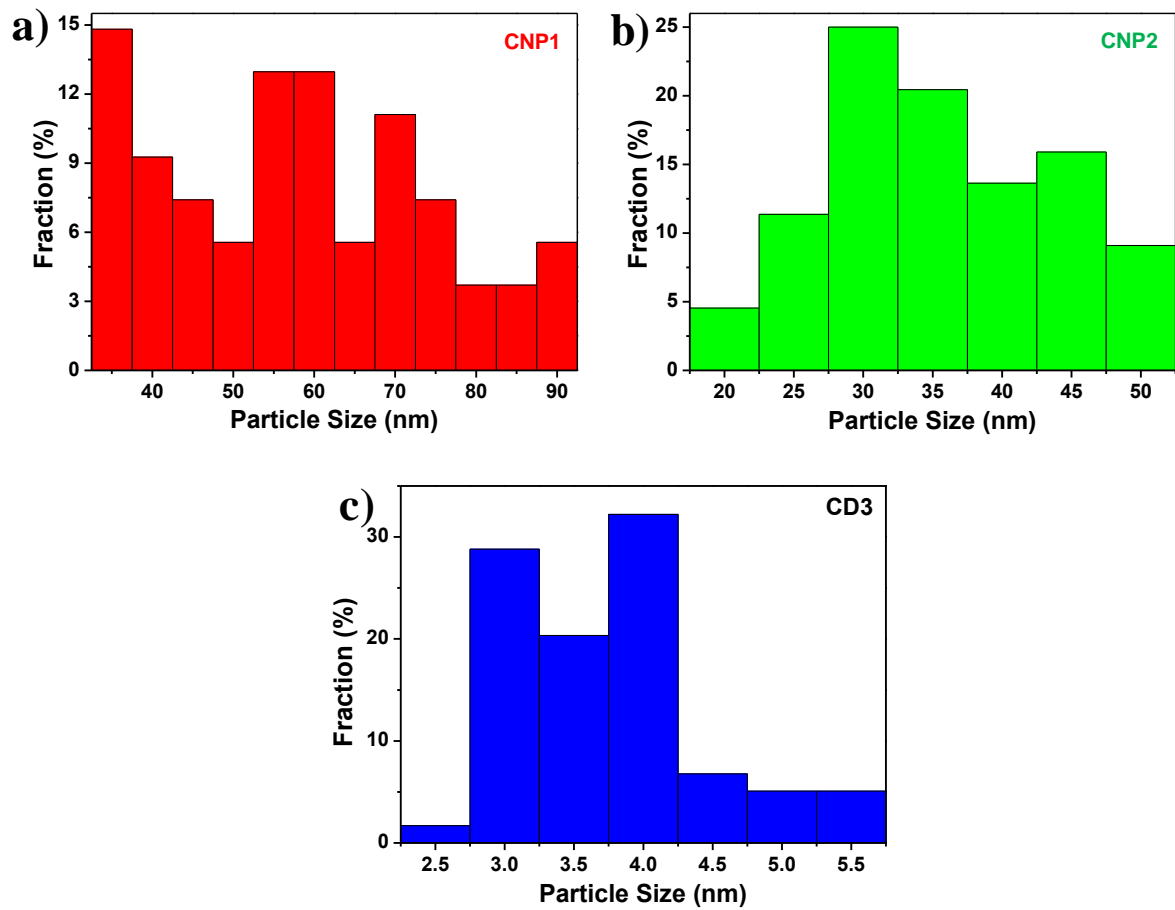 a)
CNP1
15
12
9
6
3
0
Fraction (%)
40 50 60 70 80 90
Particle Size (nm)
b)
CNP2
25
20
15
10
5
0
Fraction (%)
20 25 30 35 40 45 50
Particle Size (nm)
c)
CD3
30
20
10
0
Fraction (%)
2.5 3.0 3.5 4.0 4.5 5.0 5.5
Particle Size (nm)